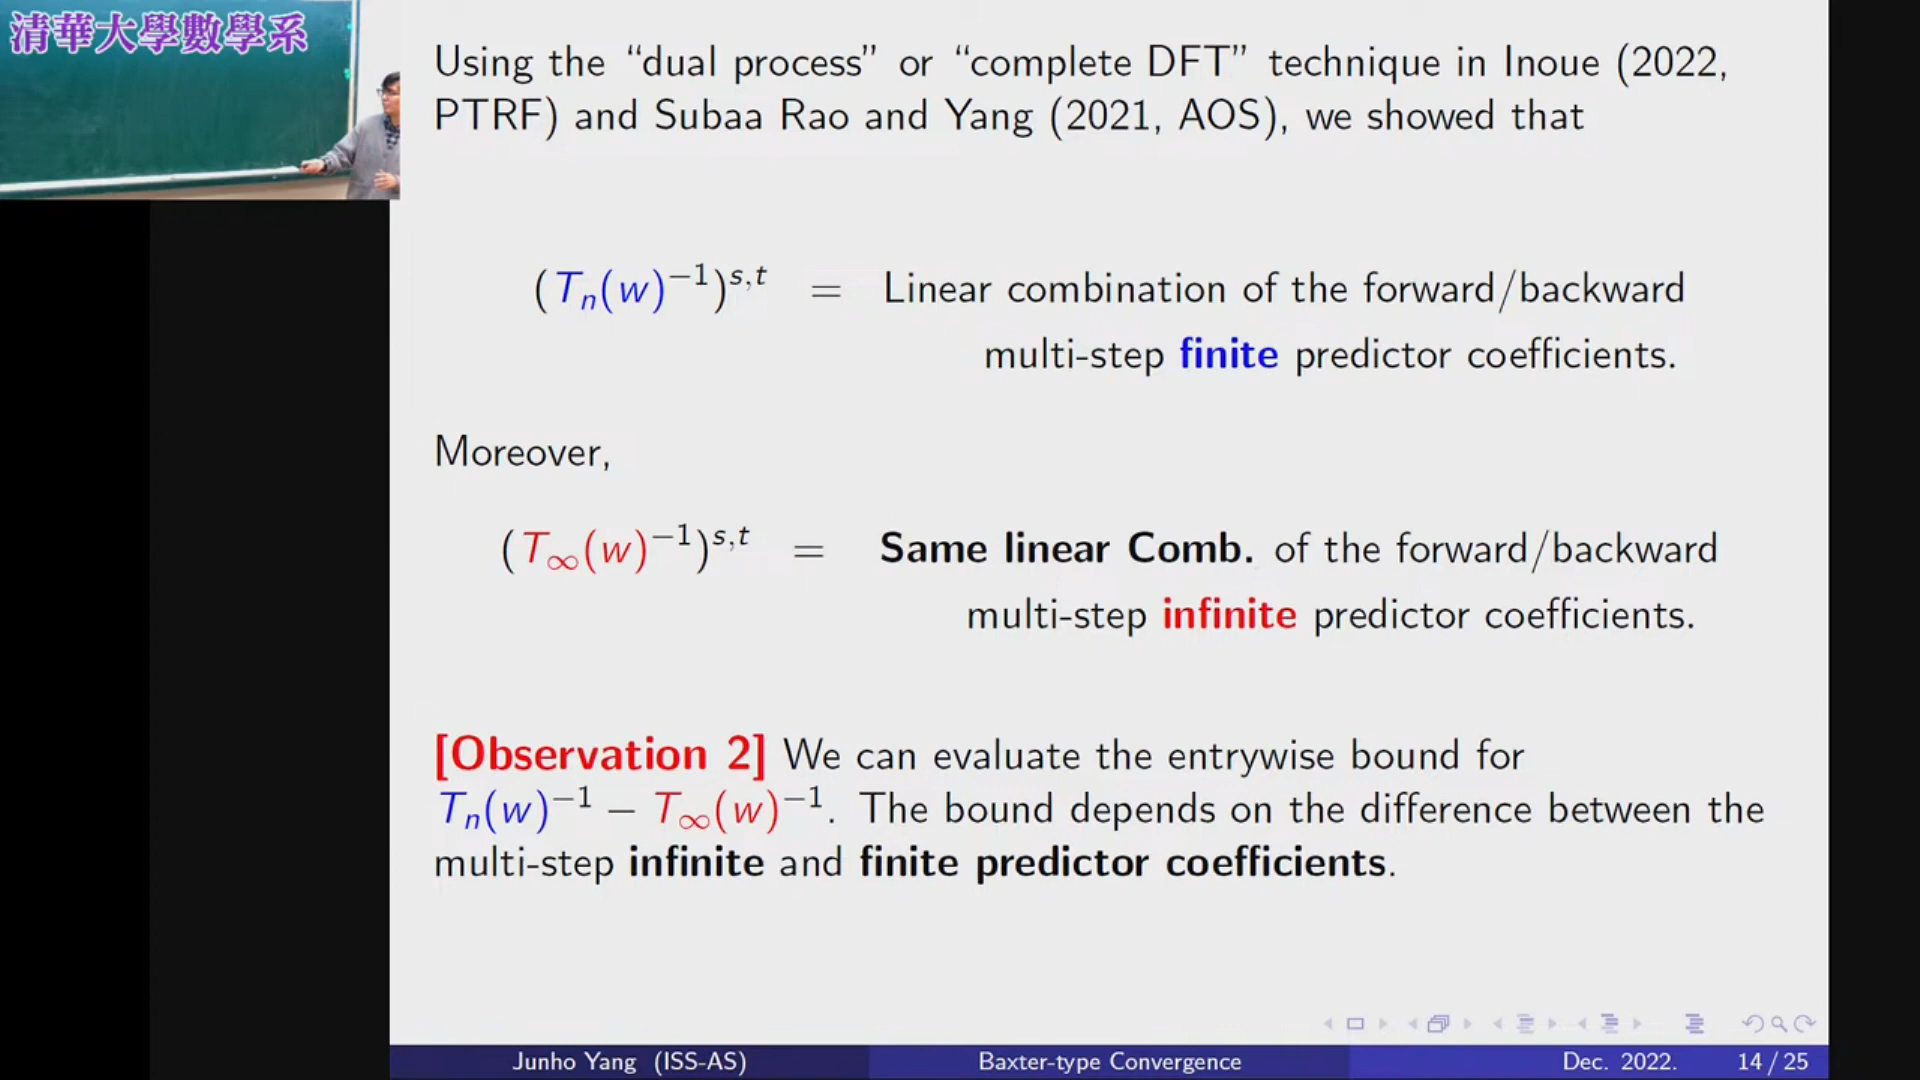 清華大學數學系
Using the “dual process” or “complete DFT” technique in Inoue (2022,
PTRF) and Subaa Rao and Yang (2021, AOS), we showed that
(Tₙ(w)⁻¹)ˢ,ᵗ = Linear combination of the forward/backward
multi-step finite predictor coefficients.
Moreover,
(T∞(w)⁻¹)ˢ,ᵗ = Same linear Comb. of the forward/backward
multi-step infinite predictor coefficients.
[Observation 2] We can evaluate the entrywise bound for
Tₙ(w)⁻¹ − T∞(w)⁻¹. The bound depends on the difference between the
multi-step infinite and finite predictor coefficients.
Junho Yang (ISS-AS) Baxter-type Convergence Dec. 2022. 14 / 25